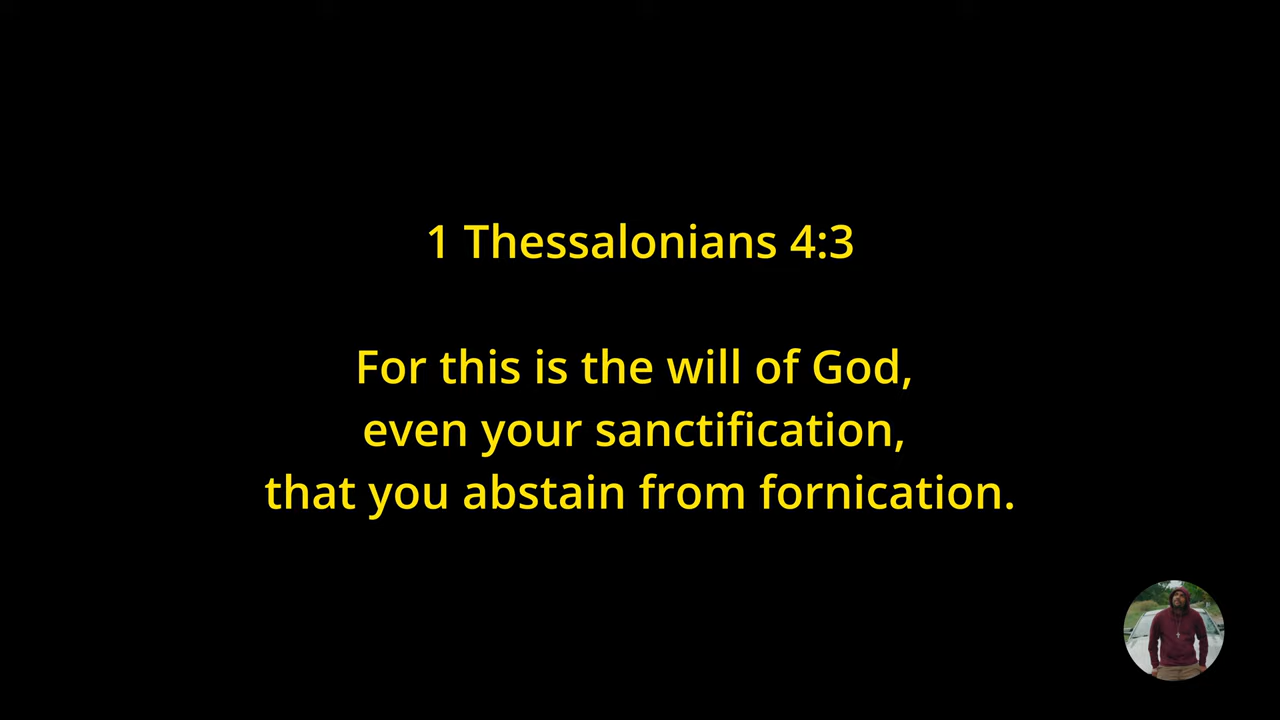 1 Thessalonians 4:3
For this is the will of God,
even your sanctification,
that you abstain from fornication.